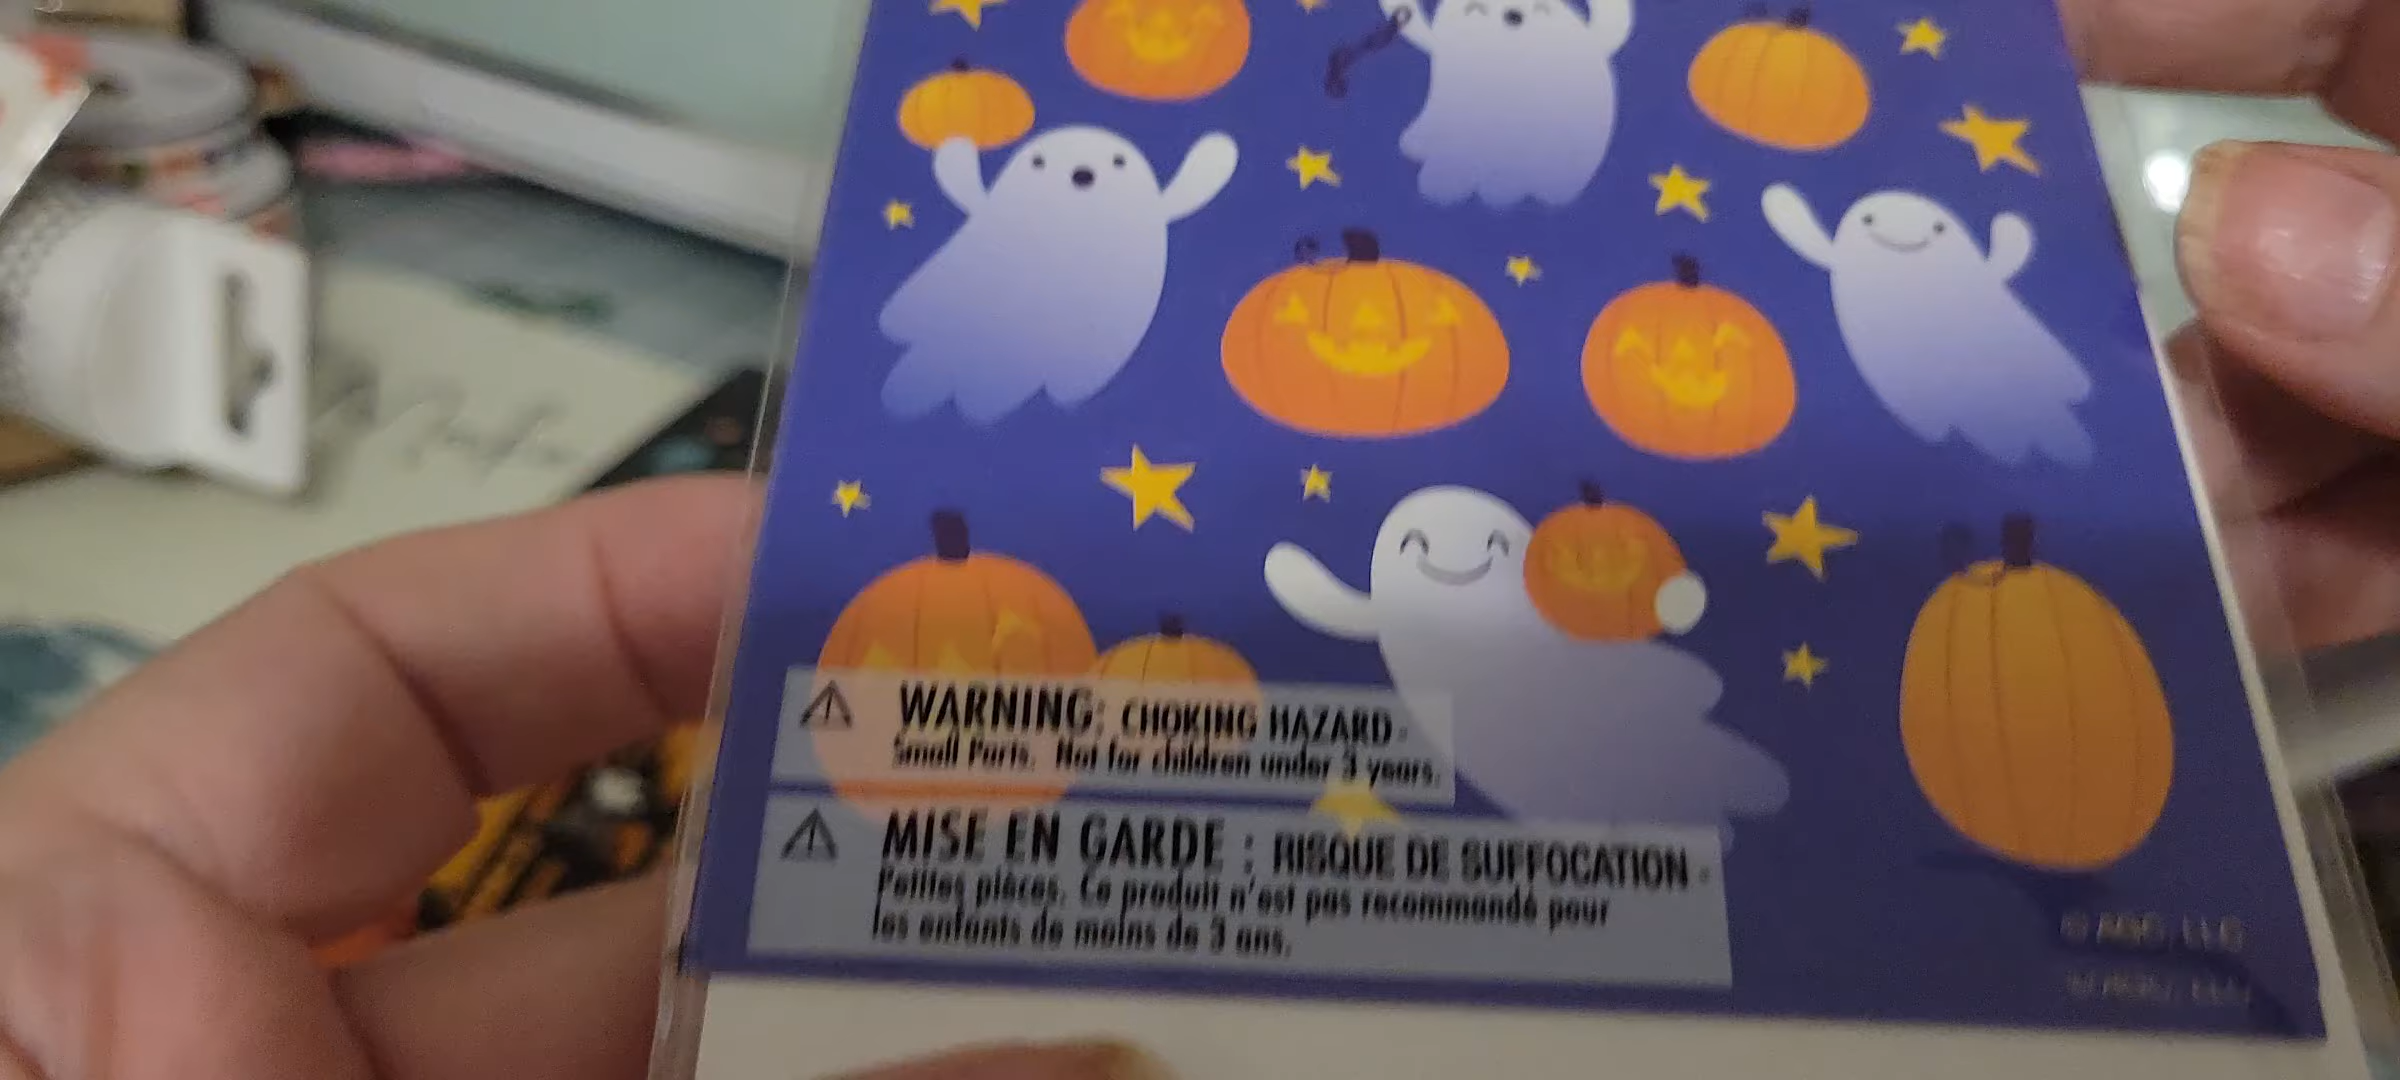 WARNING: CHOKING HAZARD -
Small Parts. Not for children under 3 years.
MISE EN GARDE : RISQUE DE SUFFOCATION -
Petites pièces. Ce produit n'est pas recommandé pour
les enfants de moins de 3 ans.